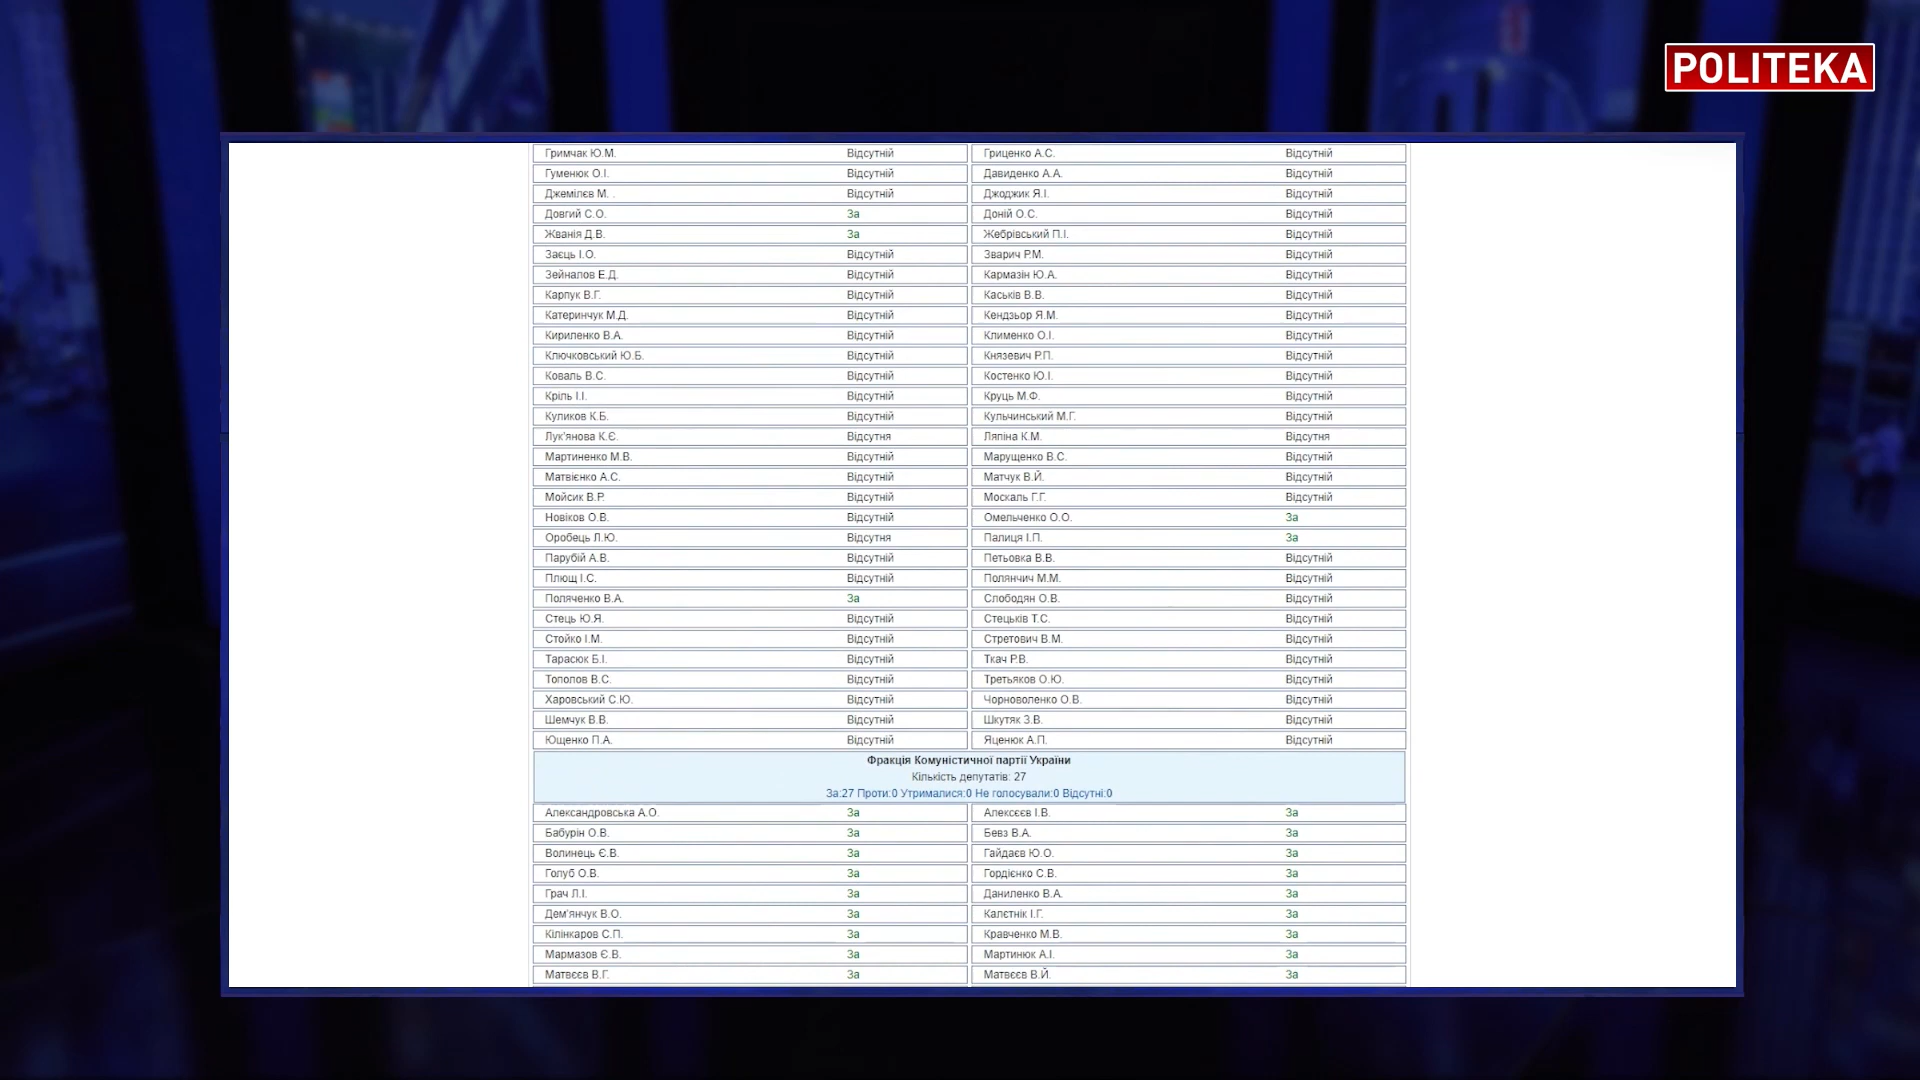 POLITEKA
Гримчак Ю.М. Відсутній Гриценко А.С. Відсутній
Гуменюк О.І. Відсутній Давиденко А.А. Відсутній
Джемілєв М. . Відсутній Джоджик Я.І. Відсутній
Довгий С.О. За Доній О.С. Відсутній
Жванія Д.В. За Жебрівський П.І. Відсутній
Заєць І.О. Відсутній Зварич Р.М. Відсутній
Зейналов Е.Д. Відсутній Кармазін Ю.А. Відсутній
Карпук В.Г. Відсутній Каськів В.В. Відсутній
Катеринчук М.Д. Відсутній Кендзьор Я.М. Відсутній
Кириленко В.А. Відсутній Клименко О.І. Відсутній
Ключковський Ю.Б. Відсутній Князевич Р.П. Відсутній
Коваль В.С. Відсутній Костенко Ю.І. Відсутній
Кріль І.І. Відсутній Круць М.Ф. Відсутній
Куликов К.Б. Відсутній Кульчинський М.Г. Відсутній
Лук'янова К.Є. Відсутня Ляпіна К.М. Відсутня
Мартиненко М.В. Відсутній Марущенко В.С. Відсутній
Матвієнко А.С. Відсутній Матчук В.Й. Відсутній
Мойсик В.Р. Відсутній Москаль Г.Г. Відсутній
Новіков О.В. Відсутній Омельченко О.О. За
Оробець Л.Ю. Відсутня Палиця І.П. За
Парубій А.В. Відсутній Петьовка В.В. Відсутній
Плющ І.С. Відсутній Полянчич М.М. Відсутній
Поляченко В.А. За Слободян О.В. Відсутній
Стець Ю.Я. Відсутній Стецьків Т.С. Відсутній
Стойко І.М. Відсутній Стретович В.М. Відсутній
Тарасюк Б.І. Відсутній Ткач Р.В. Відсутній
Тополов В.С. Відсутній Третьяков О.Ю. Відсутній
Харовський С.Ю. Відсутній Чорноволенко О.В. Відсутній
Шемчук В.В. Відсутній Шкутяк З.В. Відсутній
Ющенко П.А. Відсутній Яценюк А.П. Відсутній
Фракція Комуністичної партії України
Кількість депутатів: 27
За:27 Проти:0 Утрималися:0 Не голосували:0 Відсутні:0
Александровська А.О. За Алексєєв І.В. За
Бабурін О.В. За Бевз В.А. За
Волинець Є.В. За Гайдаєв Ю.О. За
Голуб О.В. За Гордієнко С.В. За
Грач Л.І. За Даниленко В.А. За
Дем'янчук В.О. За Калєтнік І.Г. За
Кілінкаров С.П. За Кравченко М.В. За
Мармазов Є.В. За Мартинюк А.І. За
Матвєєв В.Г. За Матвєєв В.Й. За